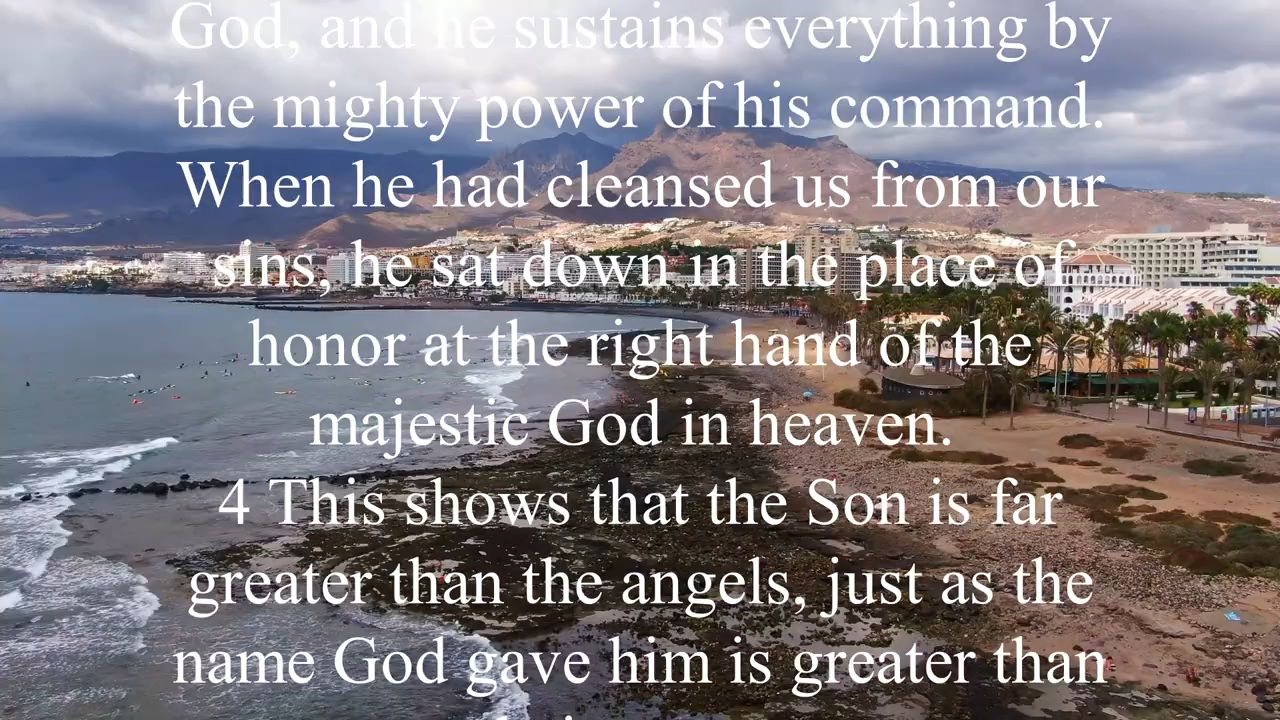 God, and he sustains everything by
the mighty power of his command.
When he had cleansed us from our
sins, he sat down in the place of
honor at the right hand of the
majestic God in heaven.
4 This shows that the Son is far
greater than the angels, just as the
name God gave him is greater than